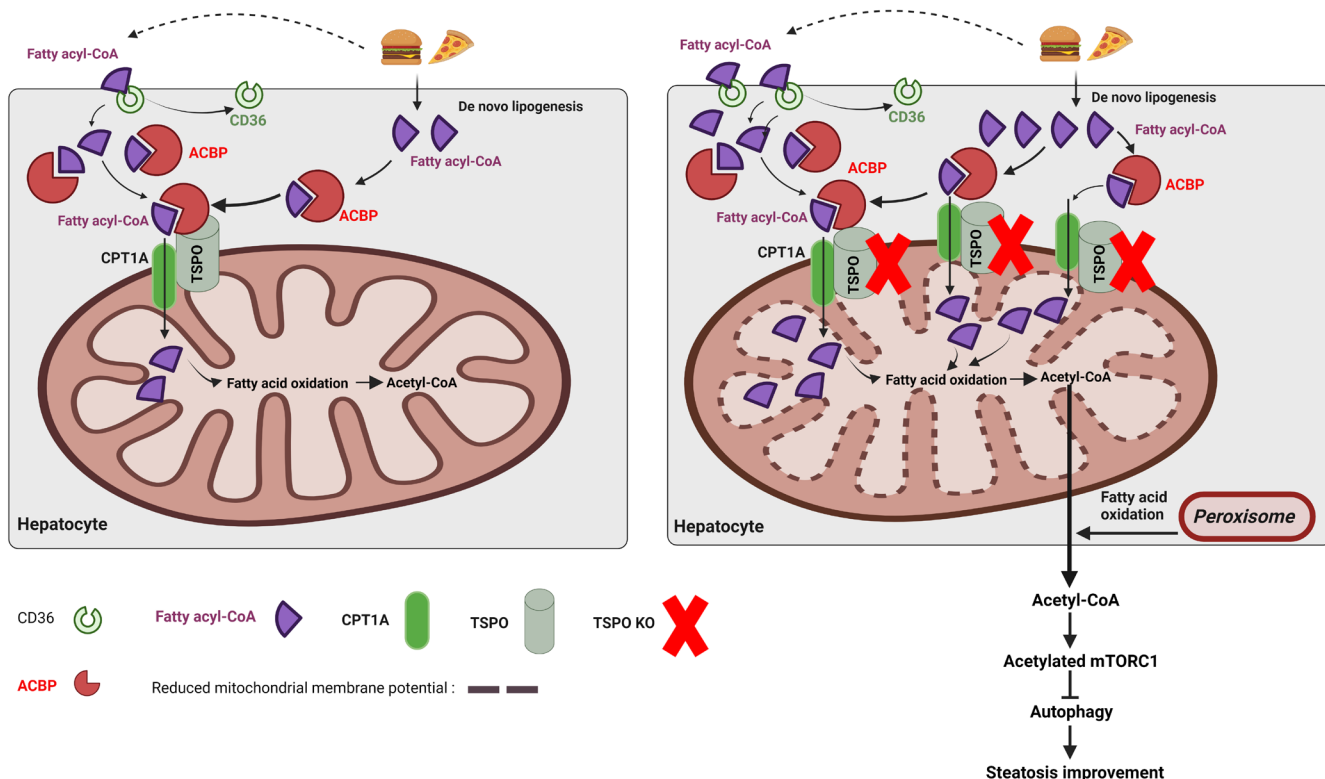 Fatty acyl-CoA
De novo lipogenesis
CD36
ACBP
Fatty acyl-CoA
ACBP
Fatty acyl-CoA
CPT1A
TSPO
Fatty acid oxidation
Acetyl-CoA
Hepatocyte
Fatty acyl-CoA
De novo lipogenesis
CD36
Fatty acyl-CoA
ACBP
ACBP
Fatty acyl-CoA
CPT1A
TSPO
TSPO
TSPO
Fatty acid oxidation
Acetyl-CoA
Hepatocyte
Fatty acid
oxidation
Peroxisome
Acetyl-CoA
Acetylated mTORC1
Autophagy
Steatosis improvement
CD36
Fatty acyl-CoA
CPT1A
TSPO
TSPO KO
ACBP
Reduced mitochondrial membrane potential :